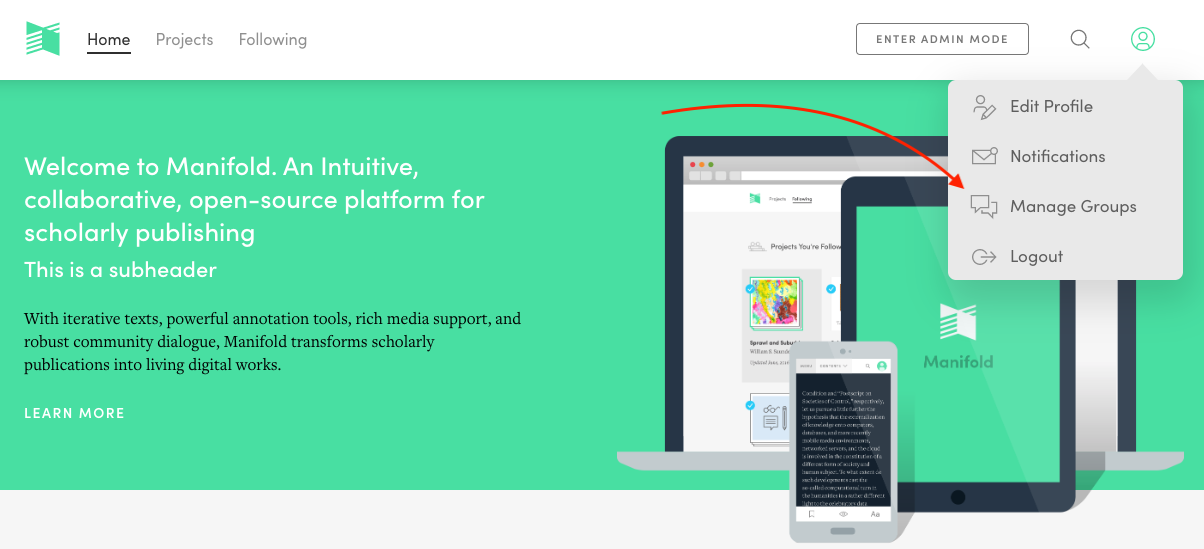 Home Projects Following ENTER ADMIN MODE
Edit Profile
Notifications
Manage Groups
Logout
Welcome to Manifold. An Intuitive,
collaborative, open-source platform for
scholarly publishing
This is a subheader
With iterative texts, powerful annotation tools, rich media support, and
robust community dialogue, Manifold transforms scholarly
publications into living digital works.
LEARN MORE
Projects Following
Projects You're Follow
Sprawl and Subur
William S. Saunde
Manifold
CONTENTS
Condition and "Postscript on
Societies of Control," respectively,
let us pursue a little further the
hypothesis that the externalization
of knowledge onto computers,
databases, and more recently
mobile media environments,
networked servers, and the cloud
is involved in the constitution of a
different form of society and
human subject. To what extent do
such developments cast the
so-called computational turn in
the humanities in a rather different
light to the celebratory data
Aa